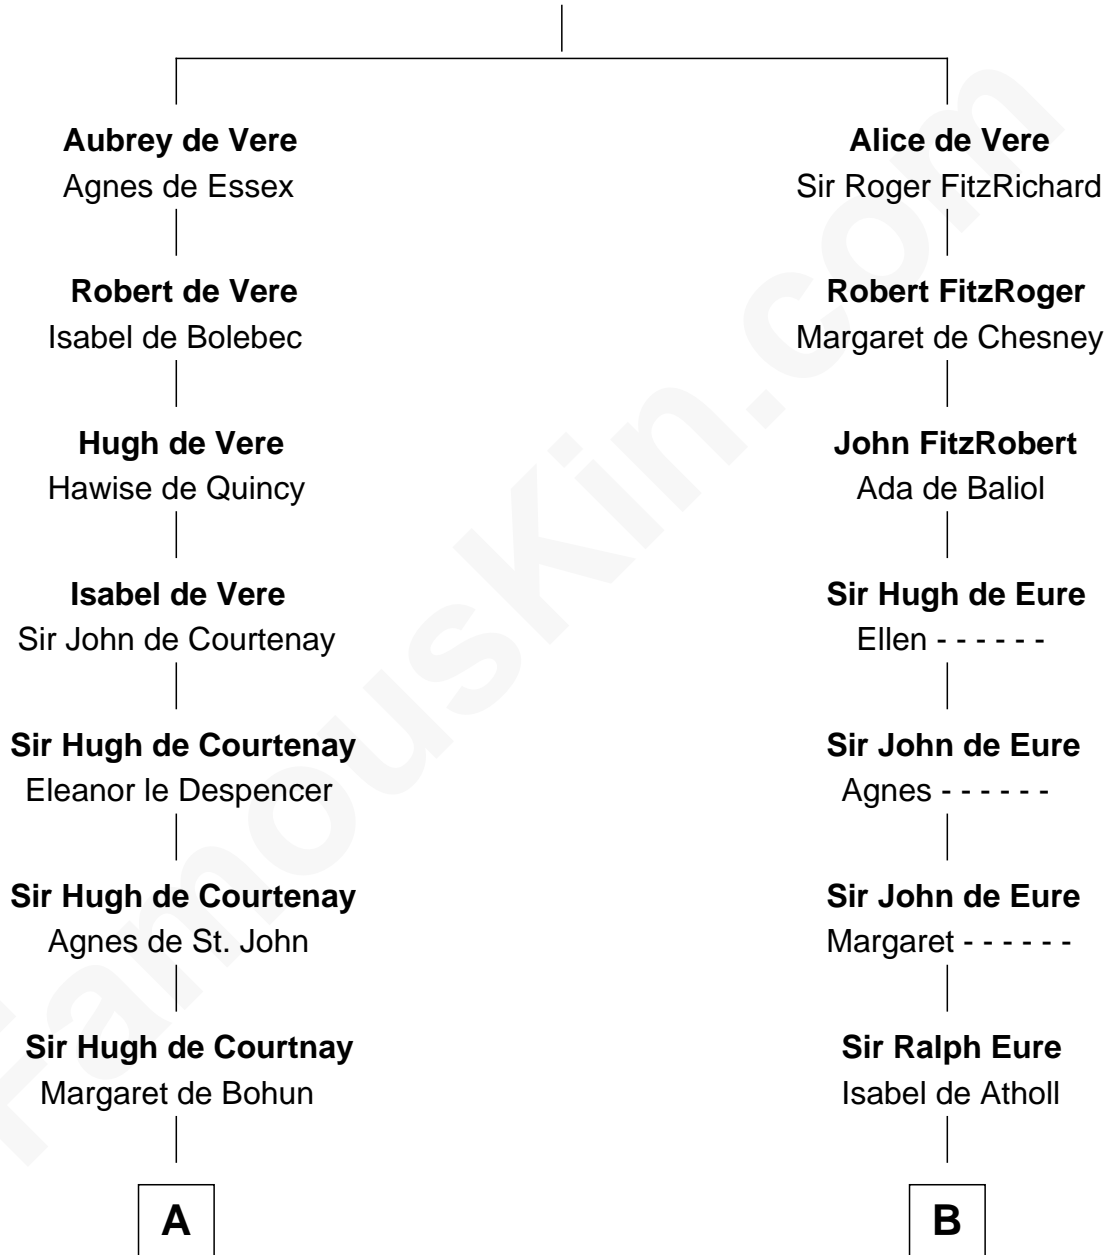 Aubrey de Vere
Agnes de Essex
Alice de Vere
Sir Roger FitzRichard
Robert de Vere
Isabel de Bolebec
Robert FitzRoger
Margaret de Chesney
Hugh de Vere
Hawise de Quincy
John FitzRobert
Ada de Baliol
Isabel de Vere
Sir John de Courtenay
Sir Hugh de Eure
Ellen - - - - - -
Sir Hugh de Courtenay
Eleanor le Despencer
Sir John de Eure
Agnes - - - - - -
Sir Hugh de Courtenay
Agnes de St. John
Sir John de Eure
Margaret - - - - - -
Sir Hugh de Courtnay
Margaret de Bohun
Sir Ralph Eure
Isabel de Atholl
A
B
FamousKin.com